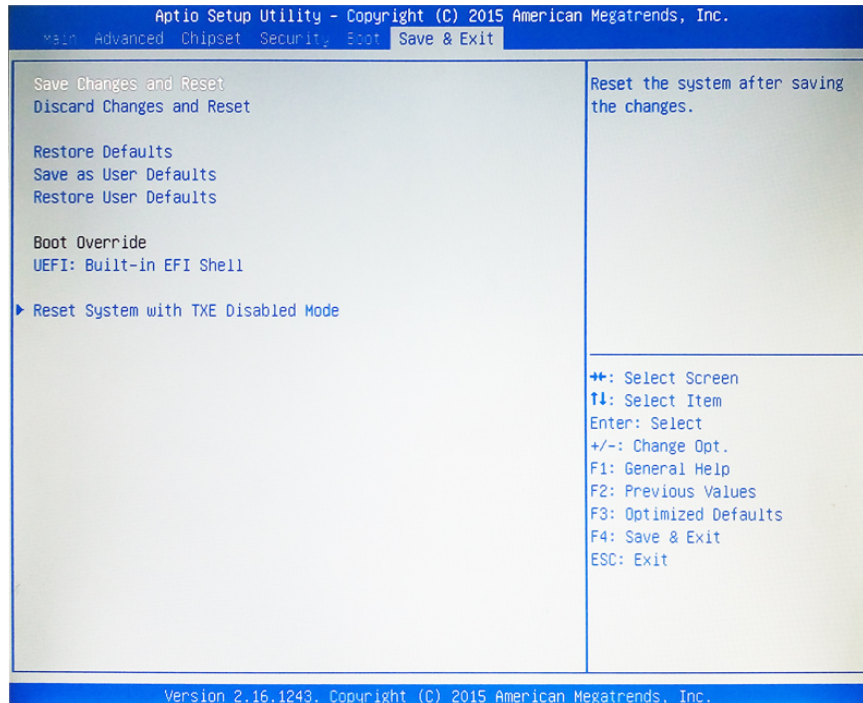 Aptio Setup Utility – Copyright (C) 2015 American Megatrends, Inc.
Main Advanced Chipset Security Boot Save & Exit
Save Changes and Reset
Discard Changes and Reset
Restore Defaults
Save as User Defaults
Restore User Defaults
Boot Override
UEFI: Built-in EFI Shell
Reset System with TXE Disabled Mode
Reset the system after saving
the changes.
→←: Select Screen
↑↓: Select Item
Enter: Select
+/-: Change Opt.
F1: General Help
F2: Previous Values
F3: Optimized Defaults
F4: Save & Exit
ESC: Exit
Version 2.16.1243. Copyright (C) 2015 American Megatrends, Inc.